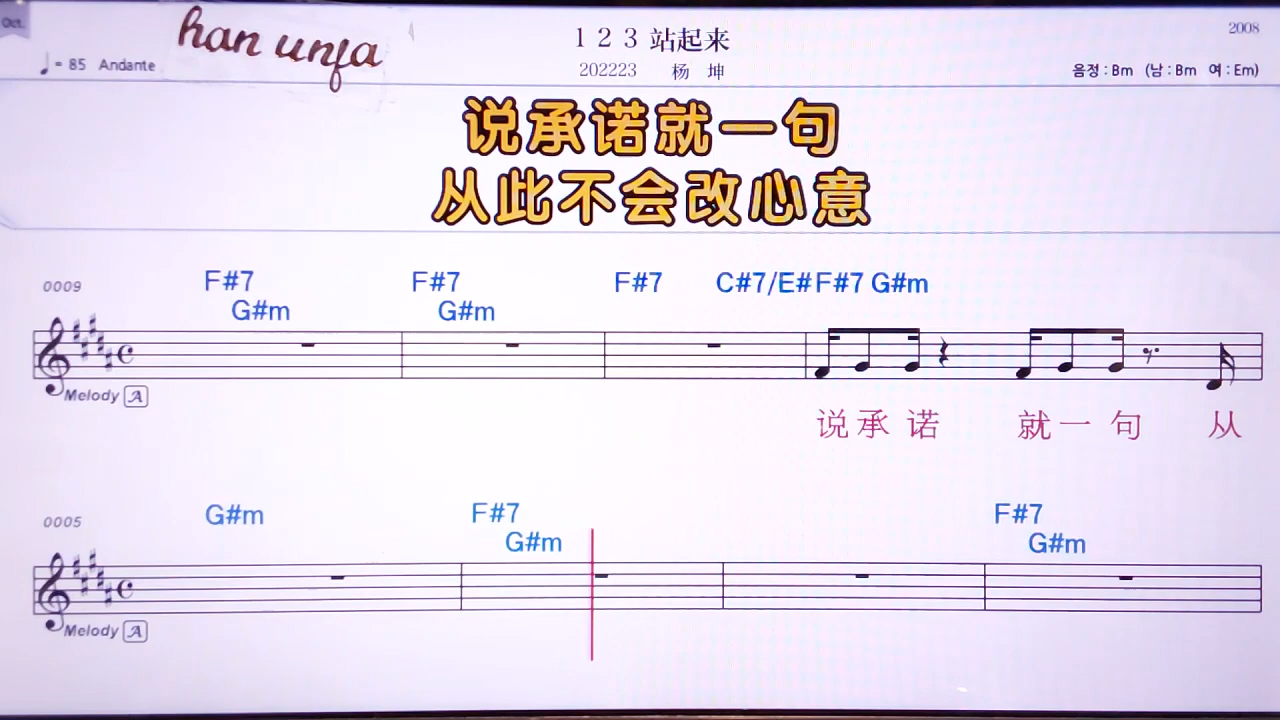 Oct.
han unfa
1 2 3 站起来
2008
♩= 85 Andante
202223 杨 坤
음정 : Bm (남 : Bm 여 : Em)
说承诺就一句
从此不会改心意
0009
F#7 F#7 F#7 C#7/E# F#7 G#m
G#m G#m
Melody A
说 承 诺 就 一 句 从
0005
G#m F#7 F#7
G#m G#m
Melody A